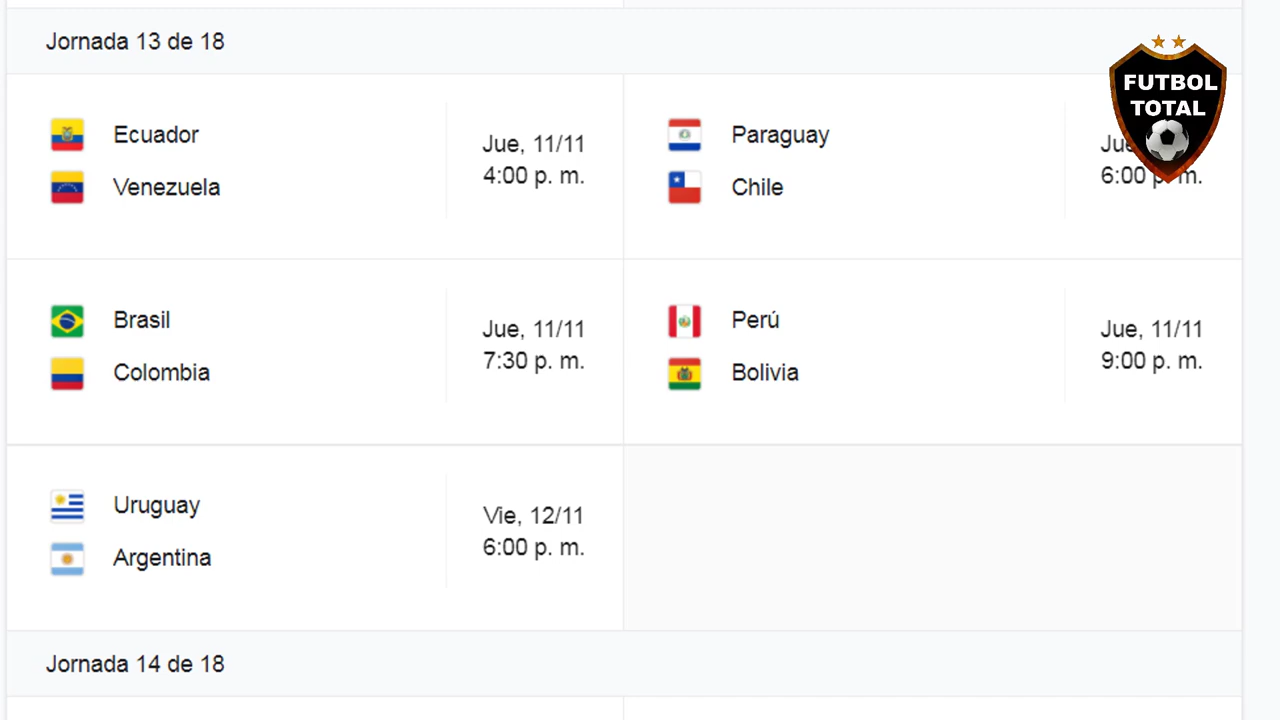 Jornada 13 de 18
FUTBOL
TOTAL
Ecuador
Venezuela
Jue, 11/11
4:00 p. m.
Paraguay
Chile
6:00 p. m.
Brasil
Colombia
Jue, 11/11
7:30 p. m.
Perú
Bolivia
Jue, 11/11
9:00 p. m.
Uruguay
Argentina
Vie, 12/11
6:00 p. m.
Jornada 14 de 18